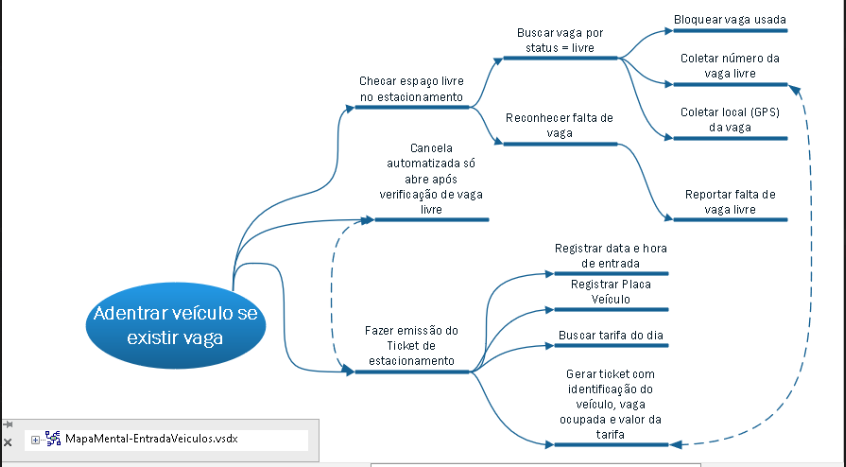 Adentrar veículo se
existir vaga
Checar espaço livre
no estacionamento
Buscar vaga por
status = livre
Bloquear vaga usada
Coletar número da
vaga livre
Coletar local (GPS)
da vaga
Reconhecer falta de
vaga
Reportar falta de
vaga livre
Cancela
automatizada só
abre após
verificação de vaga
livre
Fazer emissão do
Ticket de
estacionamento
Registrar data e hora
de entrada
Registrar Placa
Veículo
Buscar tarifa do dia
Gerar ticket com
identificação do
veículo, vaga
ocupada e valor da
tarifa
MapaMental-EntradaVeiculos.vsdx